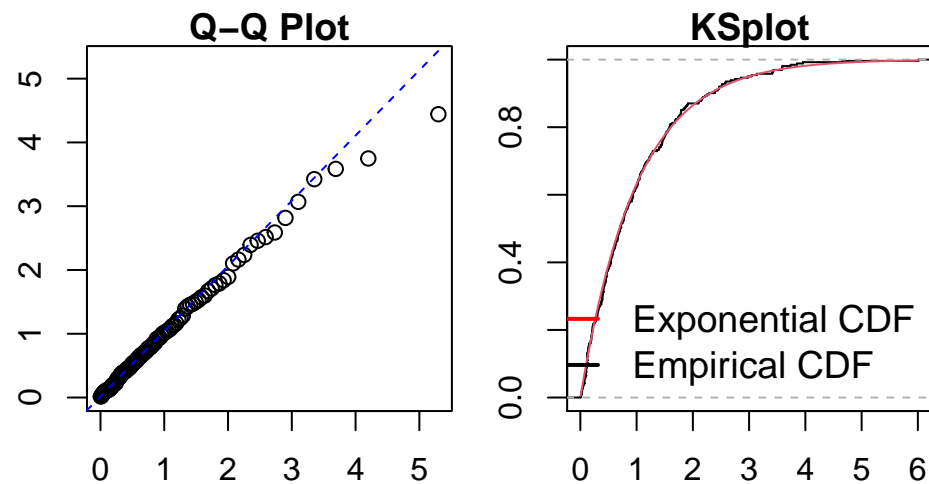 Q−Q Plot
5
4
3
2
1
0
0 1 2 3 4 5
KSplot
0.8
0.4
0.0
Exponential CDF
Empirical CDF
0 1 2 3 4 5 6